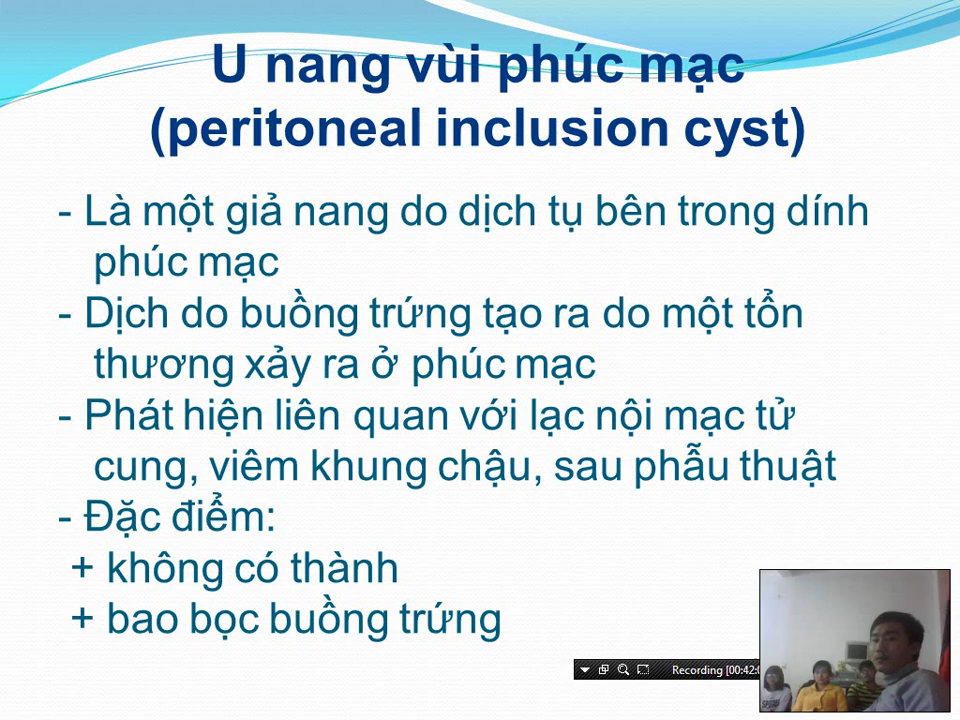 U nang vùi phúc mạc
(peritoneal inclusion cyst)
- Là một giả nang do dịch tụ bên trong dính
phúc mạc
- Dịch do buồng trứng tạo ra do một tổn
thương xảy ra ở phúc mạc
- Phát hiện liên quan với lạc nội mạc tử
cung, viêm khung chậu, sau phẫu thuật
- Đặc điểm:
+ không có thành
+ bao bọc buồng trứng
Recording [00:42:0